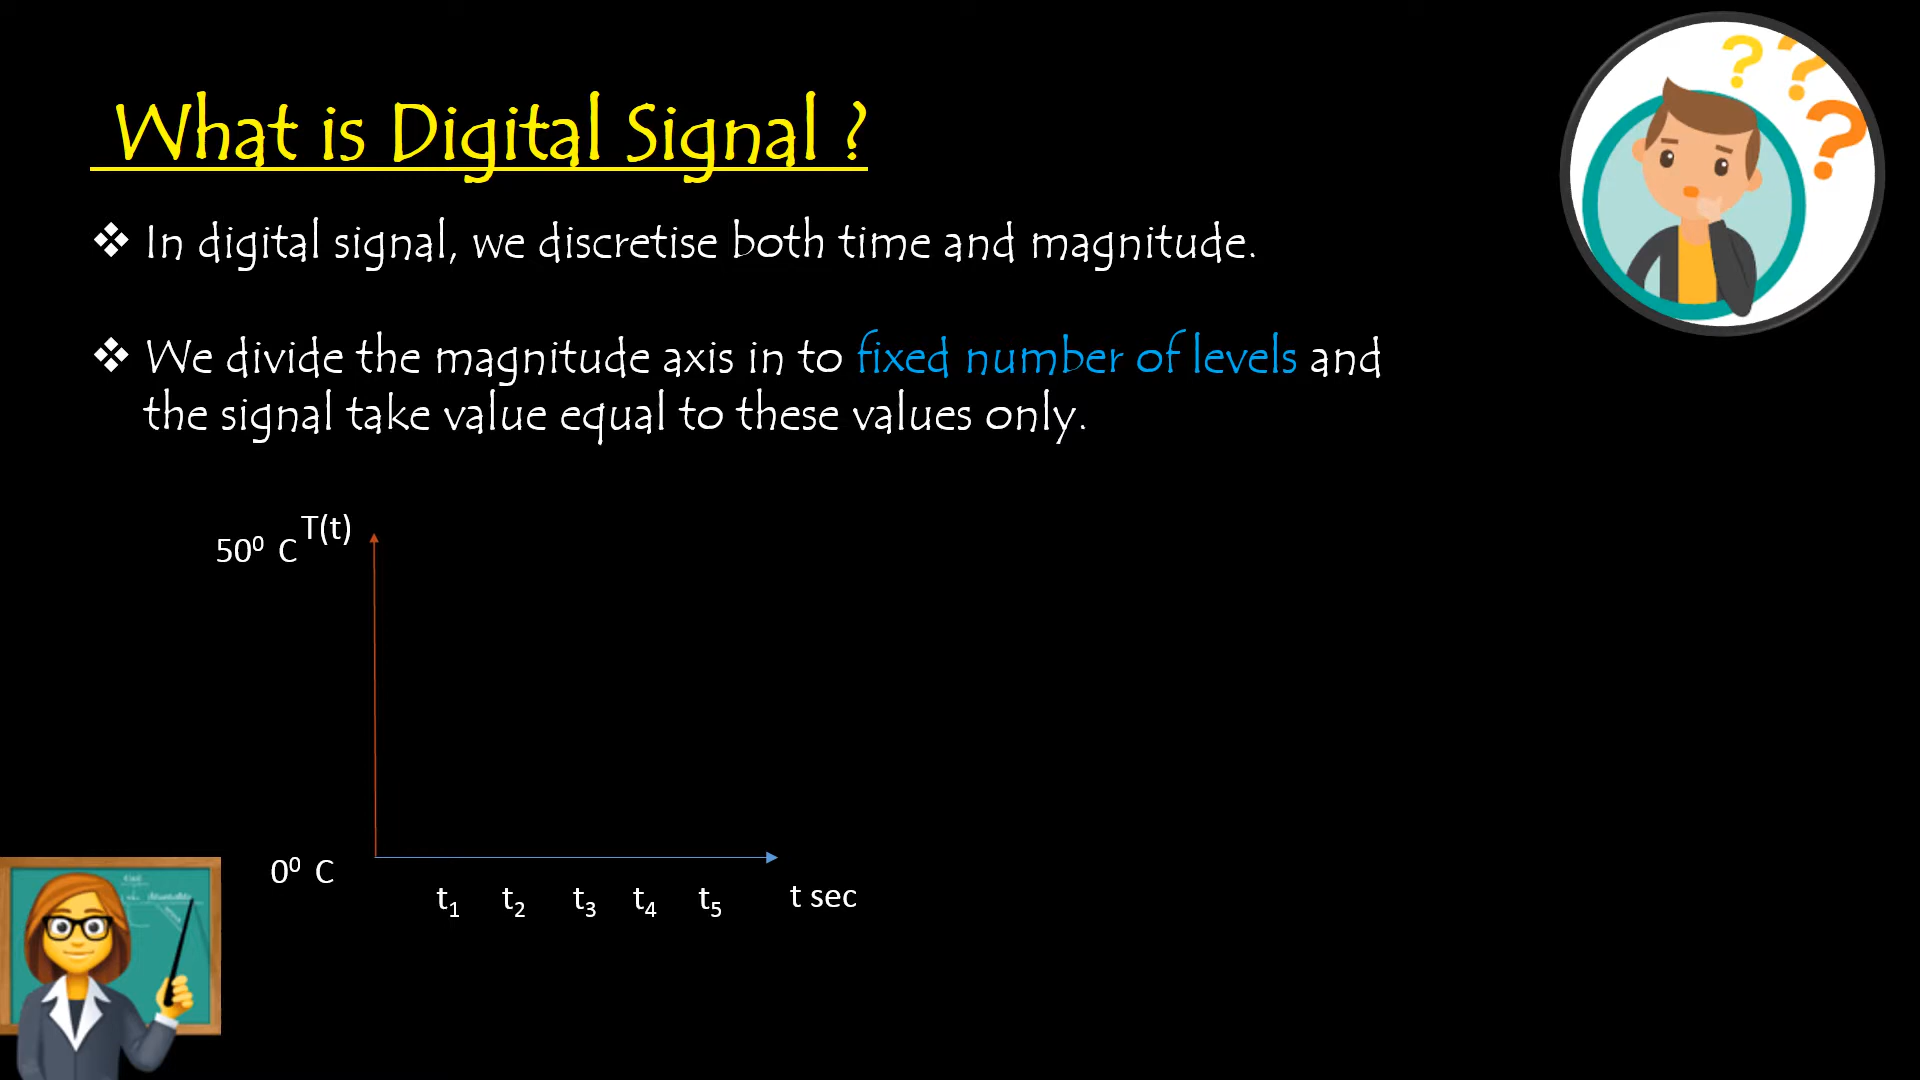 What is Digital Signal ?
❖ In digital signal, we discretise both time and magnitude.
❖ We divide the magnitude axis in to fixed number of levels and
the signal take value equal to these values only.
T(t)
50⁰ C
0⁰ C
t₁ t₂ t₃ t₄ t₅ t sec